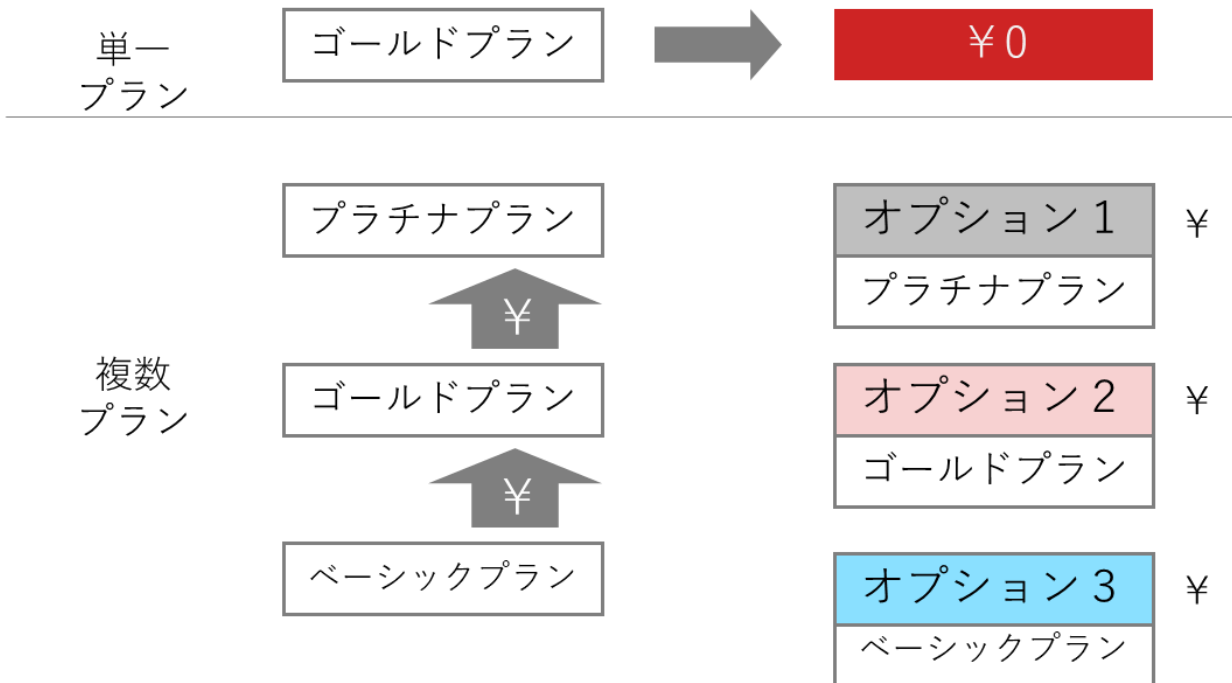 単一
プラン
ゴールドプラン
￥0
プラチナプラン
￥
ゴールドプラン
￥
ベーシックプラン
複数
プラン
オプション１
￥
プラチナプラン
オプション２
￥
ゴールドプラン
オプション３
￥
ベーシックプラン